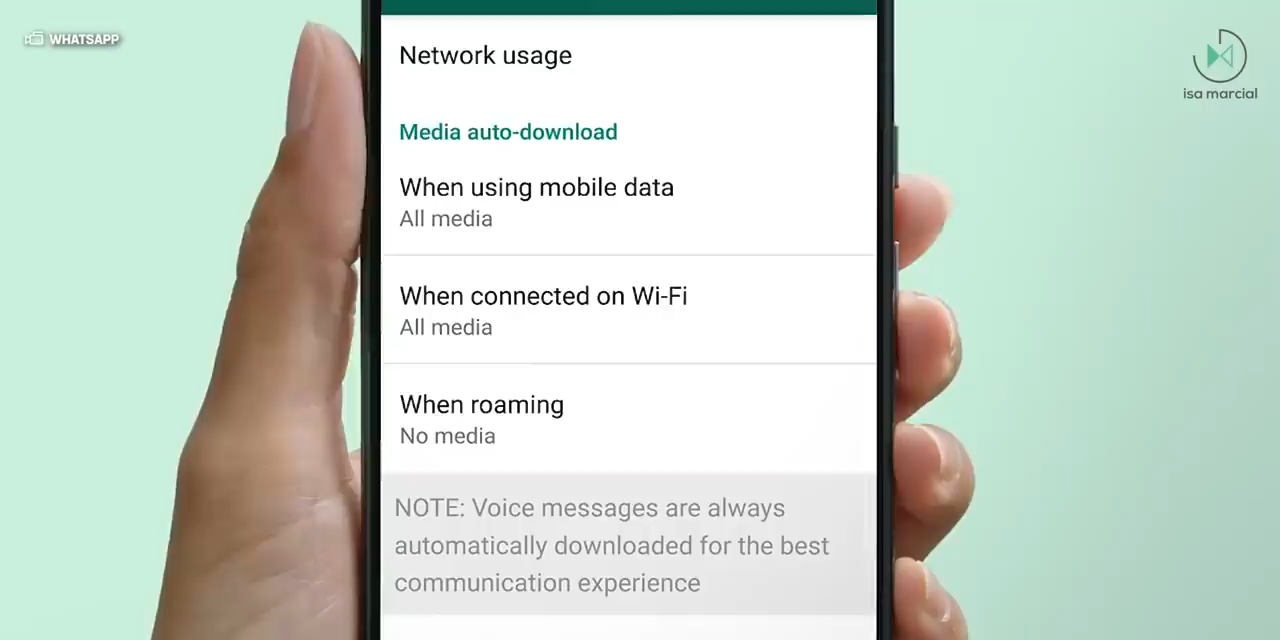 WHATSAPP
isa marcial
Network usage
Media auto-download
When using mobile data
All media
When connected on Wi-Fi
All media
When roaming
No media
NOTE: Voice messages are always
automatically downloaded for the best
communication experience